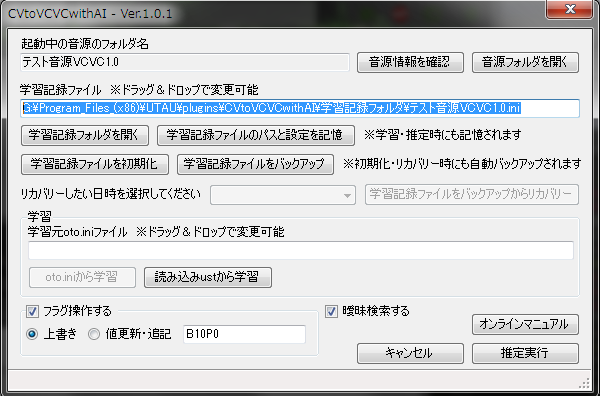 CVtoVCVCwithAI - Ver.1.0.1
起動中の音源のフォルダ名
テスト音源VCVC1.0 音源情報を確認 音源フォルダを開く
学習記録ファイル ※ドラッグ＆ドロップで変更可能
G:¥Program_Files_(x86)¥UTAU¥plugins¥CVtoVCVCwithAI¥学習記録フォルダ¥テスト音源VCVC1.0.ini
学習記録フォルダを開く 学習記録ファイルのパスと設定を記憶 ※学習・推定時にも記憶されます
学習記録ファイルを初期化 学習記録ファイルをバックアップ ※初期化・リカバリー時にも自動バックアップされます
リカバリーしたい日時を選択してください 学習記録ファイルをバックアップからリカバリー
学習
学習元oto.iniファイル ※ドラッグ＆ドロップで変更可能
oto.iniから学習 読み込みustから学習
フラグ操作する 曖昧検索する
上書き 値更新・追記 B10P0 オンラインマニュアル
キャンセル 推定実行